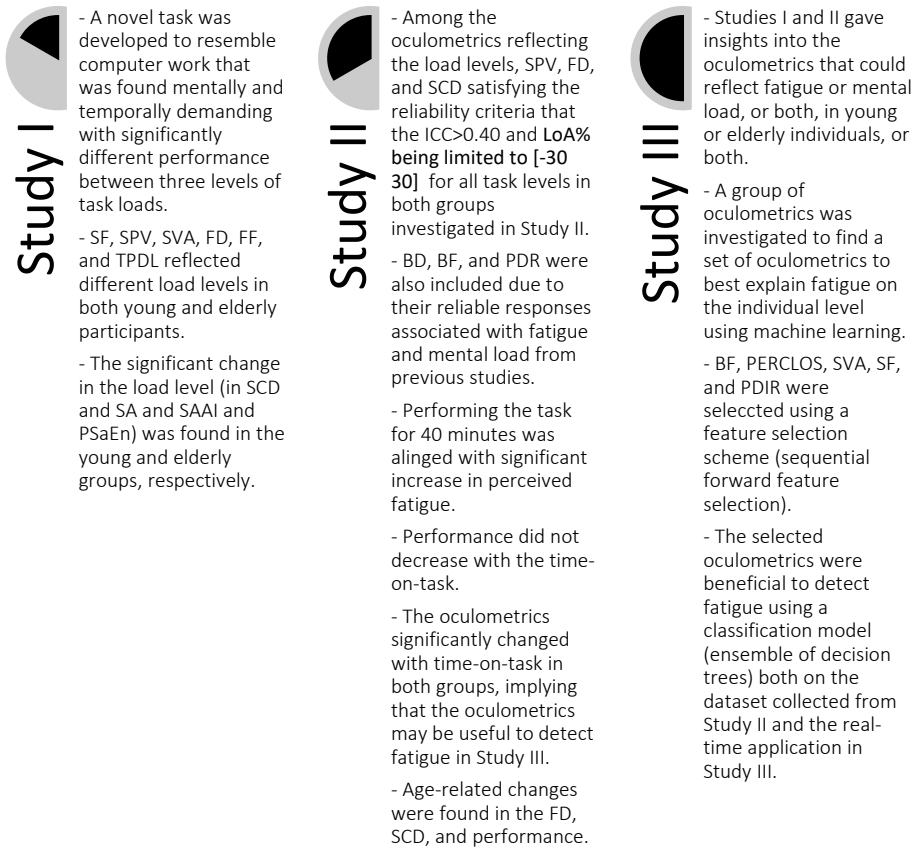 Study I
- A novel task was
developed to resemble
computer work that
was found mentally and
temporally demanding
with significantly
different performance
between three levels of
task loads.
- SF, SPV, SVA, FD, FF,
and TPDL reflected
different load levels in
both young and elderly
participants.
- The significant change
in the load level (in SCD
and SA and SAAI and
PSaEn) was found in the
young and elderly
groups, respectively.
Study II
- Among the
oculometrics reflecting
the load levels, SPV, FD,
and SCD satisfying the
reliability criteria that
the ICC>0.40 and LoA%
being limited to [-30
30]  for all task levels in
both groups
investigated in Study II.
- BD, BF, and PDR were
also included due to
their reliable responses
associated with fatigue
and mental load from
previous studies.
- Performing the task
for 40 minutes was
alinged with significant
increase in perceived
fatigue.
- Performance did not
decrease with the time-
on-task.
- The oculometrics
significantly changed
with time-on-task in
both groups, implying
that the oculometrics
may be useful to detect
fatigue in Study III.
- Age-related changes
were found in the FD,
SCD, and performance.
Study III
- Studies I and II gave
insights into the
oculometrics that could
reflect fatigue or mental
load, or both, in young
or elderly individuals, or
both.
- A group of
oculometrics was
investigated to find a
set of oculometrics to
best explain fatigue on
the individual level
using machine learning.
- BF, PERCLOS, SVA, SF,
and PDIR were
seleccted using a
feature selection
scheme (sequential
forward feature
selection).
- The selected
oculometrics were
beneficial to detect
fatigue using a
classification model
(ensemble of decision
trees) both on the
dataset collected from
Study II and the real-
time application in
Study III.